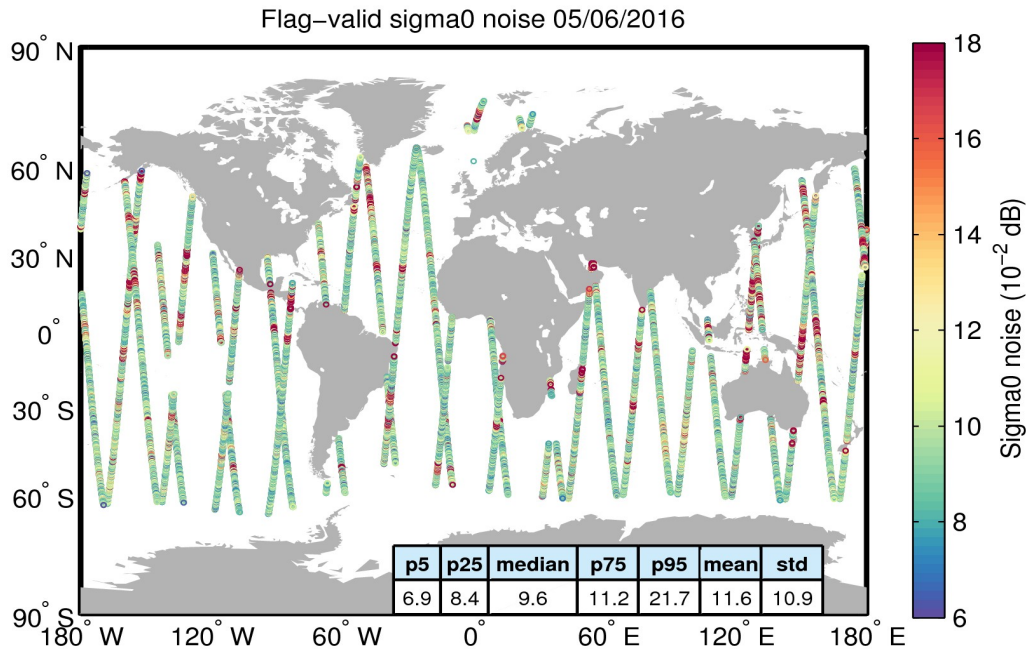 Flag−valid sigma0 noise 05/06/2016
90° N
60° N
30° N
0°
30° S
60° S
90° S
180° W
120° W
60° W
0°
60° E
120° E
180° E
p5 p25 median p75 p95 mean std
6.9 8.4 9.6 11.2 21.7 11.6 10.9
18
16
14
12
10
8
6
Sigma0 noise (10⁻² dB)